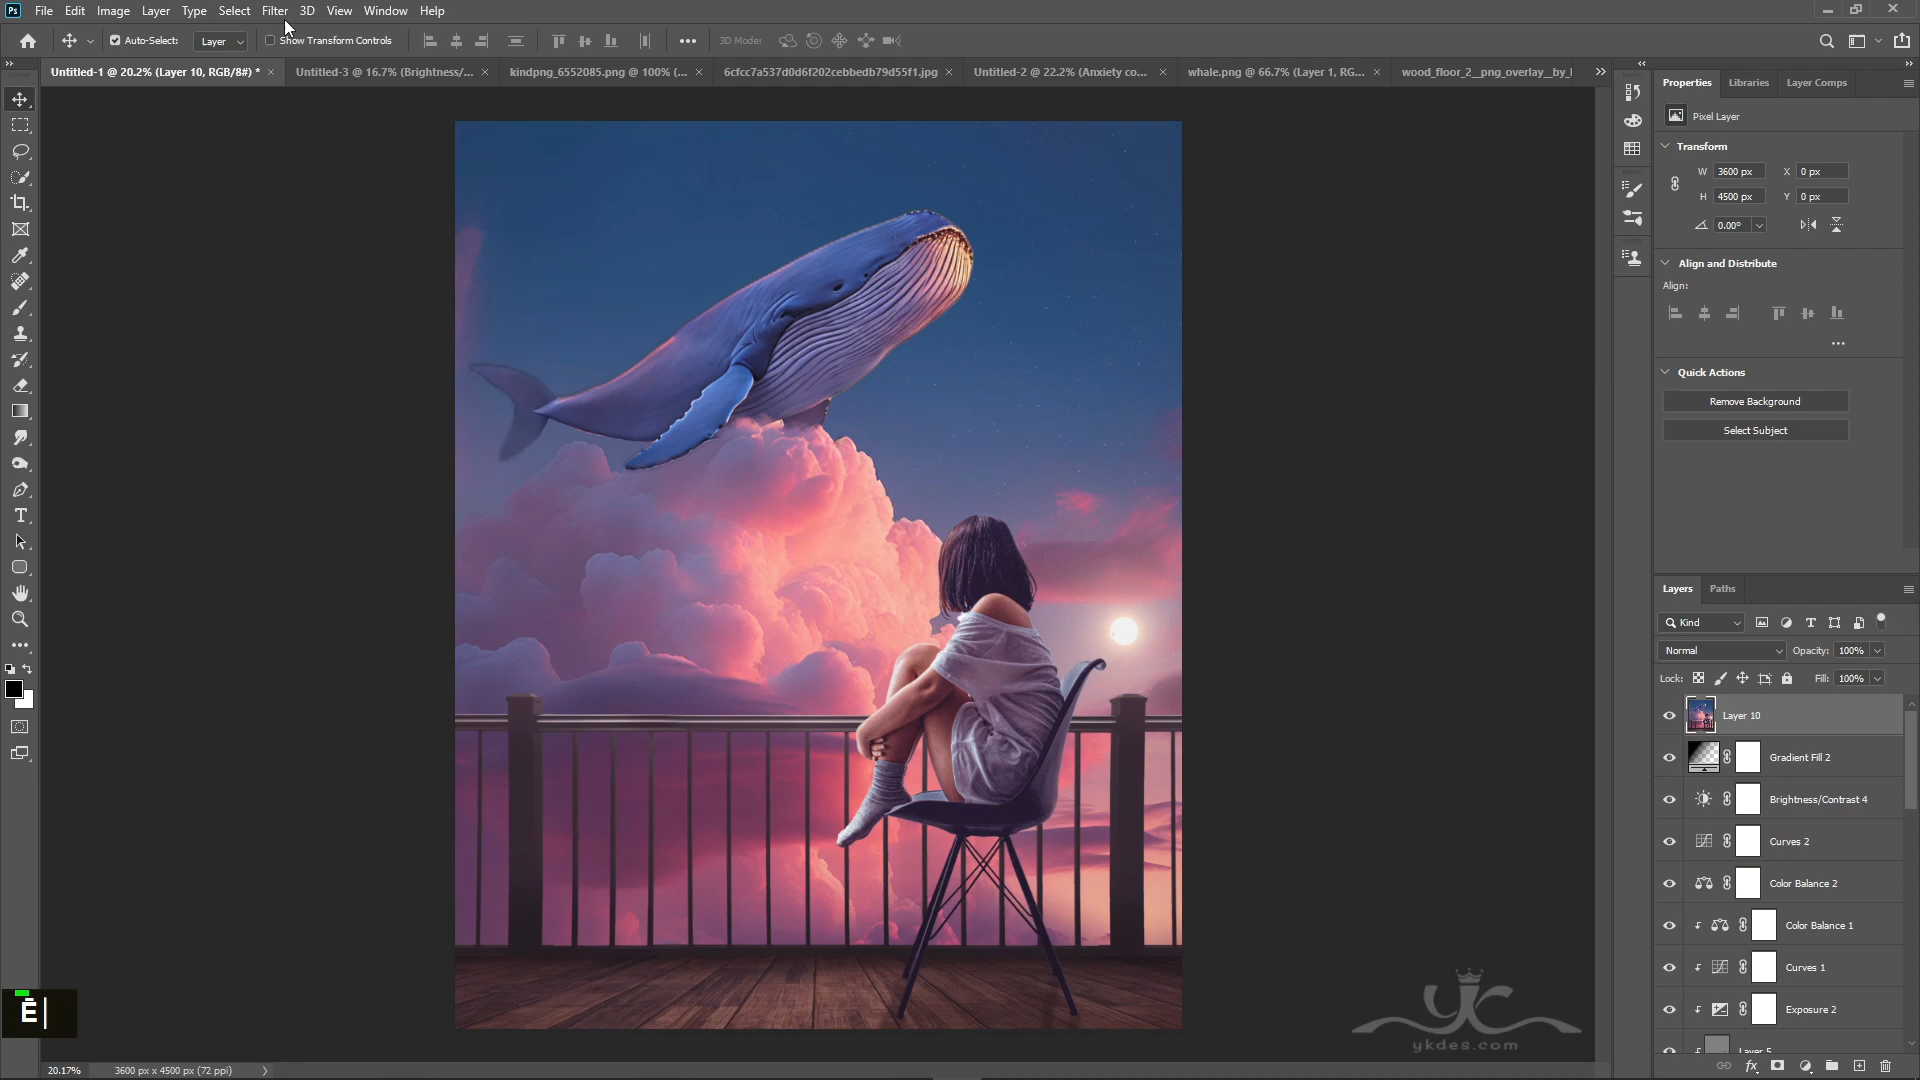 Ps File Edit Image Layer Type Select Filter 3D View Window Help
Auto-Select: Layer Show Transform Controls 3D Mode:
Untitled-1 @ 20.2% (Layer 10, RGB/8#) * Untitled-3 @ 16.7% (Brightness/... kindpng_6552085.png @ 100% (... 6cfcc7a537d0d6f202cebbedb79d55f1.jpg Untitled-2 @ 22.2% (Anxiety co... whale.png @ 66.7% (Layer 1, RG... wood_floor_2__png_overlay__by_
Properties Libraries Layer Comps
Pixel Layer
Transform
W 3600 px X 0 px
H 4500 px Y 0 px
0.00°
Align and Distribute
Align:
Quick Actions
Remove Background
Select Subject
Layers Paths
Kind
Normal Opacity: 100%
Lock: Fill: 100%
Layer 10
Gradient Fill 2
Brightness/Contrast 4
Curves 2
Color Balance 2
Color Balance 1
Curves 1
Exposure 2
Layer 5
ykdes.com
20.17% 3600 px x 4500 px (72 ppi)